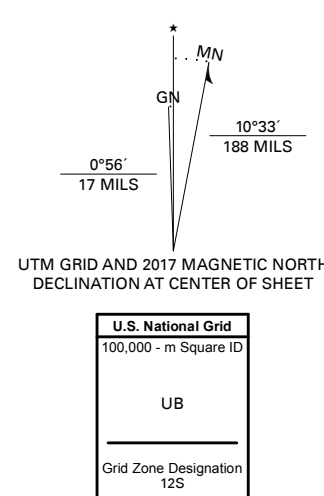 ★
MN
GN
10°33´
188 MILS
0°56´
17 MILS
UTM GRID AND 2017 MAGNETIC NORTH
DECLINATION AT CENTER OF SHEET
U.S. National Grid
100,000 - m Square ID
UB
Grid Zone Designation
12S